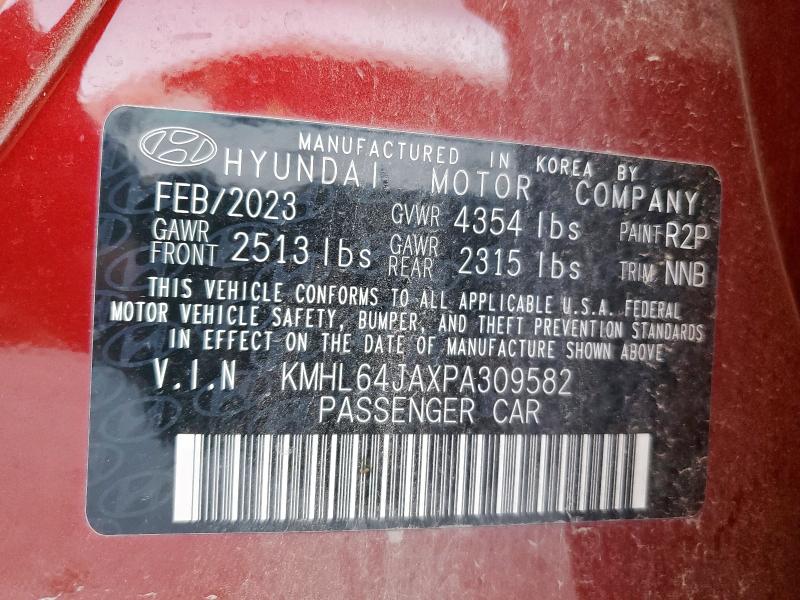 MANUFACTURED IN KOREA BY
HYUNDAI MOTOR COMPANY
FEB/2023 GVWR 4354 lbs PAINT R2P
GAWR FRONT 2513 lbs GAWR REAR 2315 lbs TRIM NNB
THIS VEHICLE CONFORMS TO ALL APPLICABLE U.S.A. FEDERAL
MOTOR VEHICLE SAFETY, BUMPER, AND THEFT PREVENTION STANDARDS
IN EFFECT ON THE DATE OF MANUFACTURE SHOWN ABOVE.
V.I.N KMHL64JAXPA309582
PASSENGER CAR